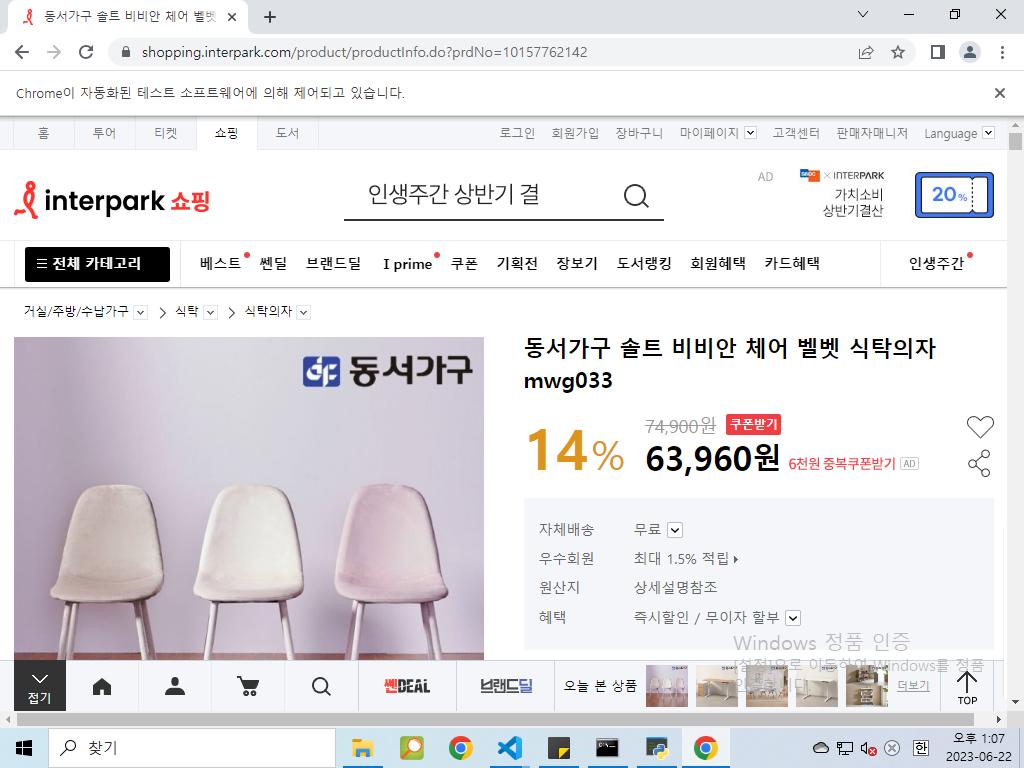 동서가구 솔트 비비안 체어 벨벳
shopping.interpark.com/product/productInfo.do?prdNo=10157762142
Chrome이 자동화된 테스트 소프트웨어에 의해 제어되고 있습니다.
홈 투어 티켓 쇼핑 도서 로그인 회원가입 장바구니 마이페이지 고객센터 판매자매니저 Language
interpark 쇼핑
인생주간 상반기 결
AD
SBDC × INTERPARK
가치소비
상반기결산
20%
전체 카테고리 베스트 쎈딜 브랜드딜 I prime 쿠폰 기획전 장보기 도서랭킹 회원혜택 카드혜택 인생주간
거실/주방/수납가구 식탁 식탁의자
동서가구
동서가구 솔트 비비안 체어 벨벳 식탁의자
mwg033
14%
74,900원 쿠폰받기
63,960원 6천원 중복쿠폰받기 AD
자체배송 무료
우수회원 최대 1.5% 적립
원산지 상세설명참조
혜택 즉시할인 / 무이자 할부
Windows 정품 인증
[설정]으로 이동하여 Windows를 정품
접기
쎈DEAL
브랜드딜
오늘 본 상품
더보기
TOP
찾기
한
오후 1:07
2023-06-22